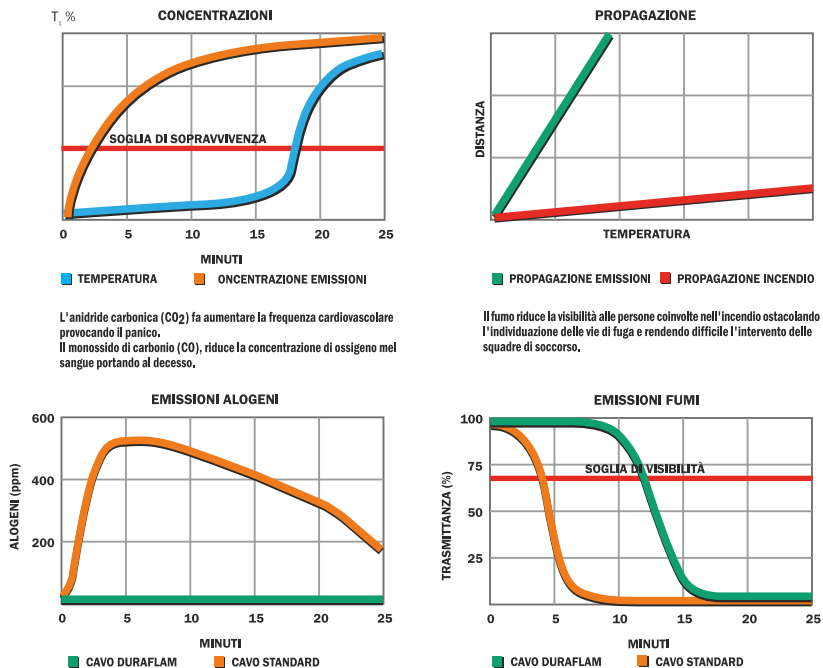 CONCENTRAZIONI
T, %
SOGLIA DI SOPRAVVIVENZA
0 5 10 15 20 25
MINUTI
TEMPERATURA ONCENTRAZIONE EMISSIONI
L'anidride carbonica (CO2) fa aumentare la frequenza cardiovascolare
provocando il panico.
Il monossido di carbonio (CO), riduce la concentrazione di ossigeno mel
sangue portando al decesso.
PROPAGAZIONE
DISTANZA
TEMPERATURA
PROPAGAZIONE EMISSIONI PROPAGAZIONE INCENDIO
Il fumo riduce la visibilità alle persone coinvolte nell'incendio ostacolando
l'individuazione delle vie di fuga e rendendo difficile l'intervento delle
squadre di soccorso.
EMISSIONI ALOGENI
600
400
200
ALOGENI (ppm)
0 5 10 15 20 25
MINUTI
CAVO DURAFLAM CAVO STANDARD
EMISSIONI FUMI
100
75
50
25
TRASMITTANZA (%)
SOGLIA DI VISIBILITÀ
0 5 10 15 20 25
MINUTI
CAVO DURAFLAM CAVO STANDARD